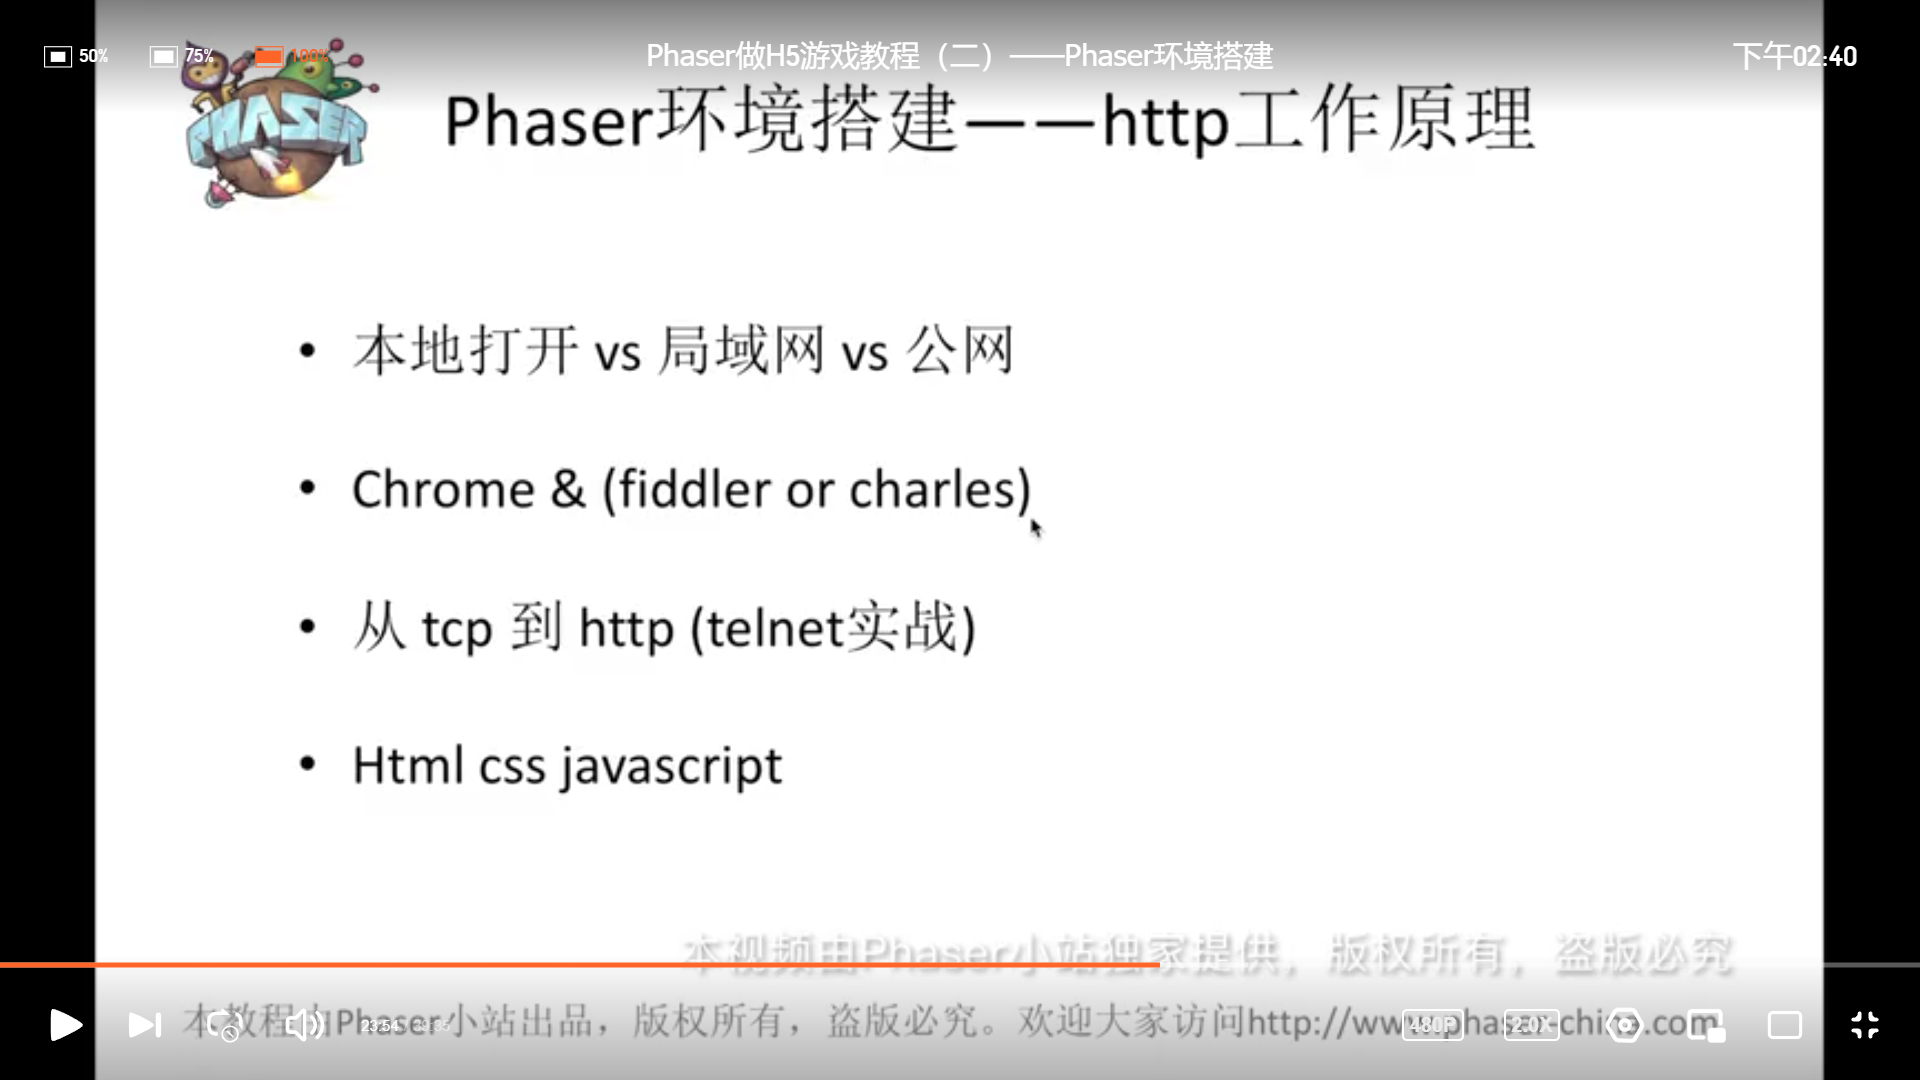 50% 75% 100% Phaser做H5游戏教程（二）——Phaser环境搭建 下午02:40
PHASER
Phaser环境搭建——http工作原理
• 本地打开 vs 局域网 vs 公网
• Chrome & (fiddler or charles)
• 从 tcp 到 http (telnet实战)
• Html css javascript
本视频由Phaser小站独家提供，版权所有，盗版必究
本教程由Phaser小站出品，版权所有，盗版必究。欢迎大家访问http://www.phaser-china.com
23:54
480P 2.0X